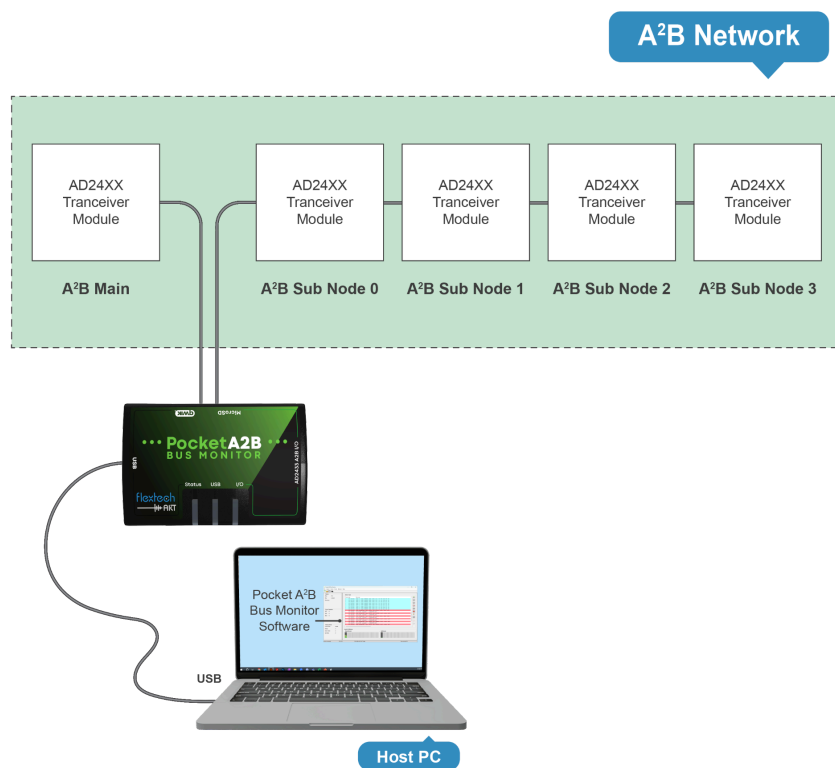 A²B Network
AD24XX
Tranceiver
Module
AD24XX
Tranceiver
Module
AD24XX
Tranceiver
Module
AD24XX
Tranceiver
Module
AD24XX
Tranceiver
Module
A²B Main
A²B Sub Node 0
A²B Sub Node 1
A²B Sub Node 2
A²B Sub Node 3
QWIIC
MicroSD
PocketA2B
BUS MONITOR
USB
AD2433 A2B I/O
Status
USB
I/O
flextech
AKT
Pocket A²B
Bus Monitor
Software
USB
Host PC